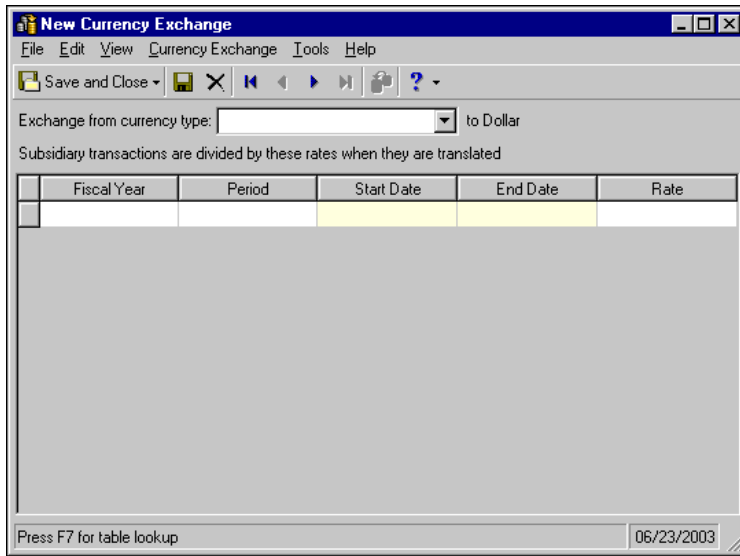 New Currency Exchange
File Edit View Currency Exchange Tools Help
Save and Close
Exchange from currency type: to Dollar
Subsidiary transactions are divided by these rates when they are translated
Fiscal Year Period Start Date End Date Rate
Press F7 for table lookup 06/23/2003